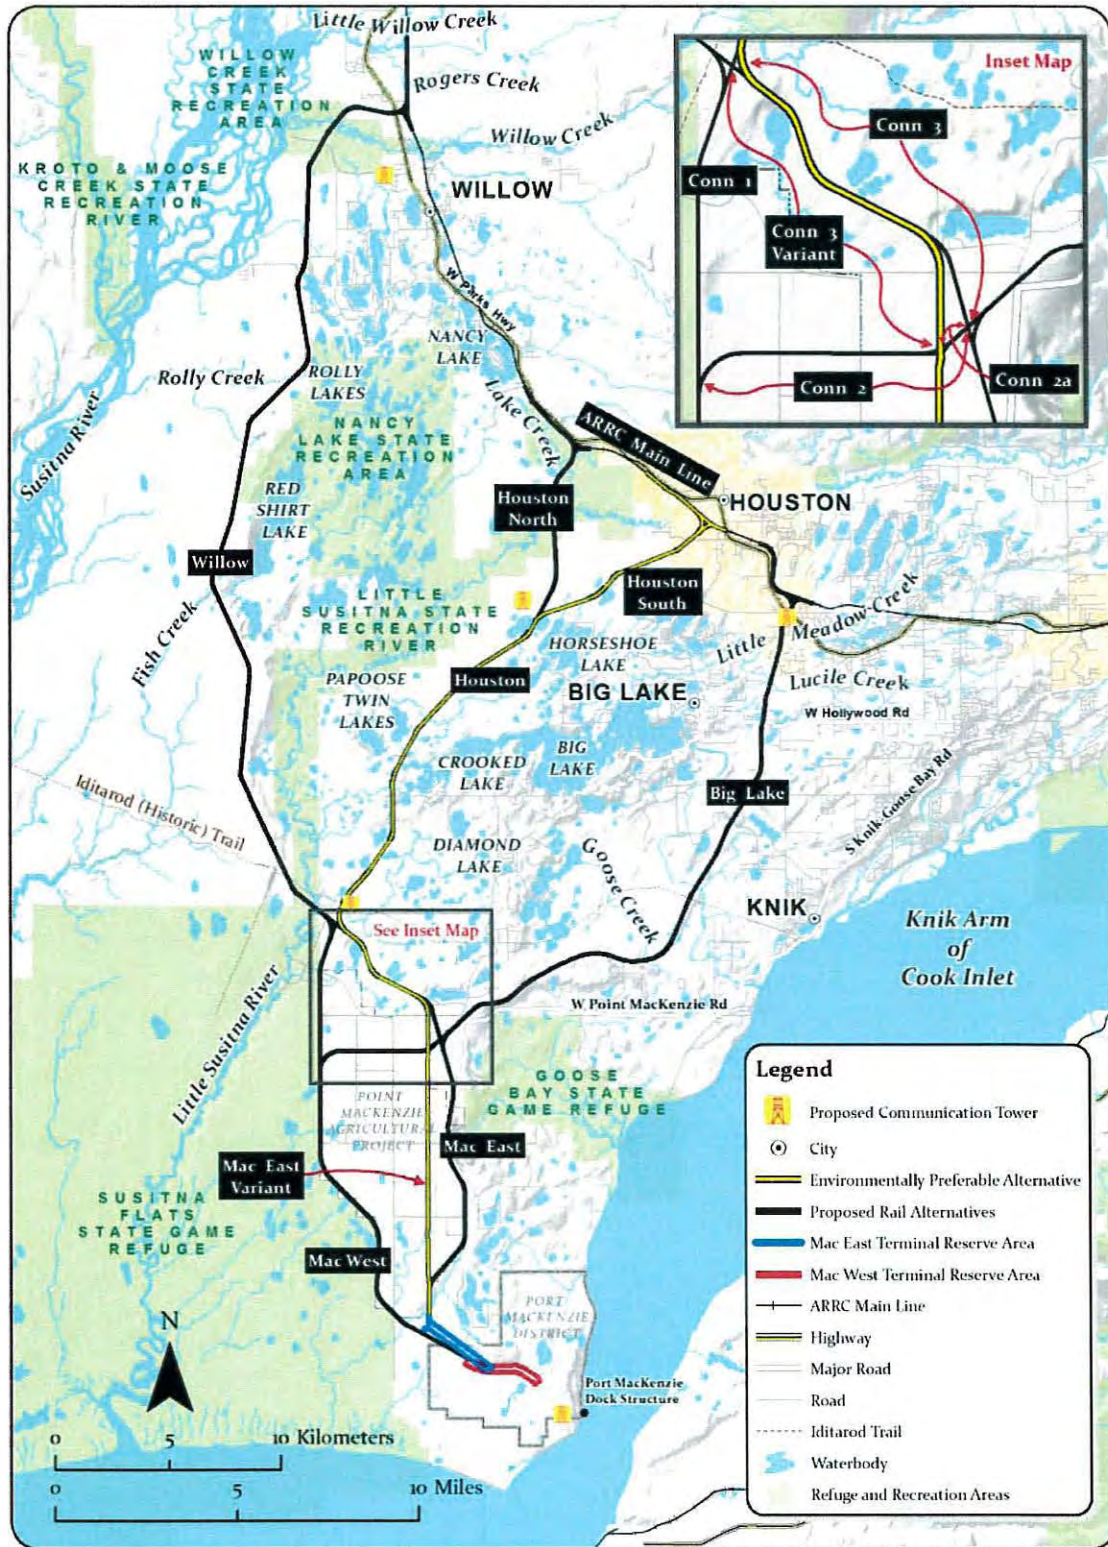 Little Willow Creek
WILLOW
CREEK
STATE
RECREATION
AREA
Rogers Creek
Willow Creek
KROTO & MOOSE
CREEK STATE
RECREATION
RIVER
WILLOW
W Parks Hwy
NANCY
LAKE
Rolly Creek
ROLLY
LAKES
Lake Creek
Susitna River
NANCY
LAKE STATE
RECREATION
AREA
ARRC Main Line
RED
SHIRT
LAKE
Houston
North
HOUSTON
Willow
Houston
South
Fish Creek
LITTLE
SUSITNA STATE
RECREATION
RIVER
HORSESHOE
LAKE
Little Meadow Creek
Houston
PAPOOSE
TWIN
LAKES
BIG LAKE
Lucile Creek
W Hollywood Rd
CROOKED
LAKE
BIG
LAKE
Big Lake
S Knik-Goose Bay Rd
Iditarod (Historic) Trail
DIAMOND
LAKE
Goose Creek
KNIK
Knik Arm
of
Cook Inlet
See Inset Map
Little Susitna River
W Point MacKenzie Rd
GOOSE
BAY STATE
GAME REFUGE
POINT
MACKENZIE
AGRICULTURAL
PROJECT
Mac East
Mac East
Variant
SUSITNA
FLATS
STATE GAME
REFUGE
Mac West
PORT
MACKENZIE
DISTRICT
Port MacKenzie
Dock Structure
N
0 5 10 Kilometers
0 5 10 Miles
Inset Map
Conn 3
Conn 1
Conn 3
Variant
Conn 2
Conn 2a
Legend
Proposed Communication Tower
City
Environmentally Preferable Alternative
Proposed Rail Alternatives
Mac East Terminal Reserve Area
Mac West Terminal Reserve Area
ARRC Main Line
Highway
Major Road
Road
Iditarod Trail
Waterbody
Refuge and Recreation Areas